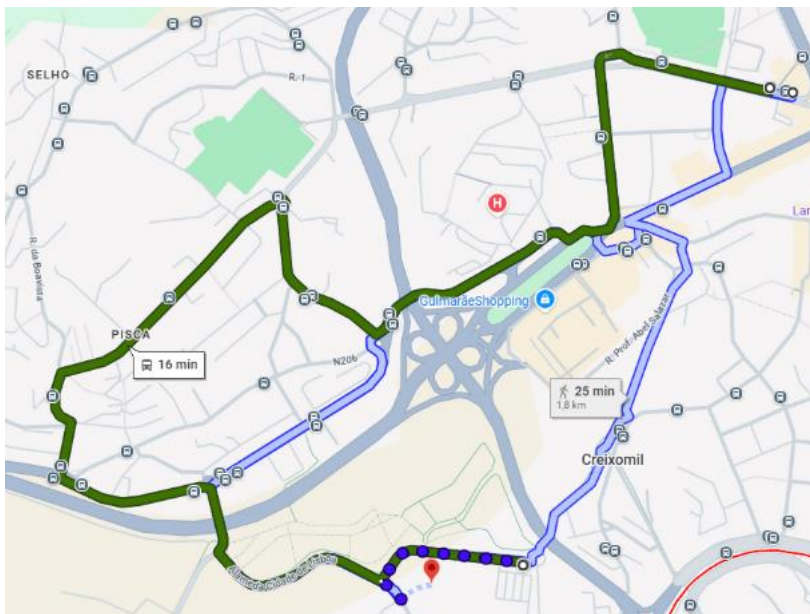 SELHO
R. 1
H
Lar
R. da Boavista
GuimarãeShopping
PISCA
16 min
N206
R. Prof. Abel Salazar
25 min
1,8 km
Creixomil